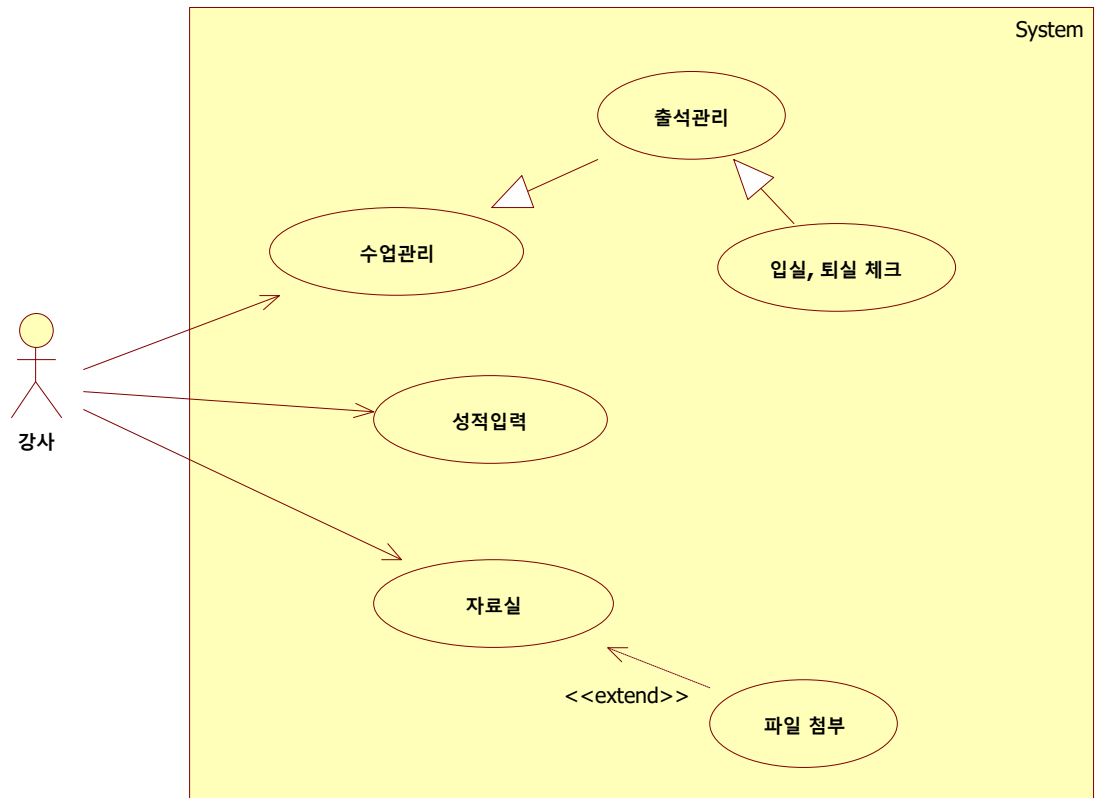 System
출석관리
수업관리
입실, 퇴실 체크
강사
성적입력
자료실
<<extend>>
파일 첨부